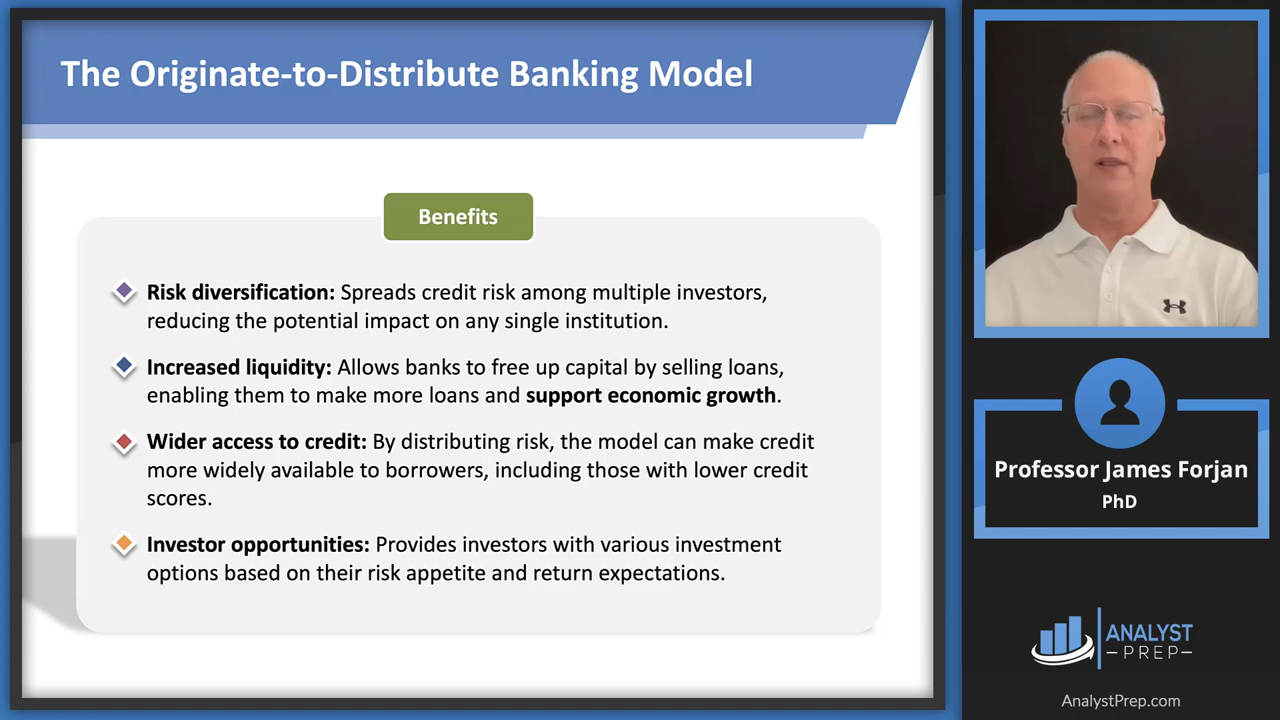 The Originate-to-Distribute Banking Model
Benefits
Risk diversification: Spreads credit risk among multiple investors,
reducing the potential impact on any single institution.
Increased liquidity: Allows banks to free up capital by selling loans,
enabling them to make more loans and support economic growth.
Wider access to credit: By distributing risk, the model can make credit
more widely available to borrowers, including those with lower credit
scores.
Investor opportunities: Provides investors with various investment
options based on their risk appetite and return expectations.
Professor James Forjan
PhD
ANALYST
PREP
AnalystPrep.com